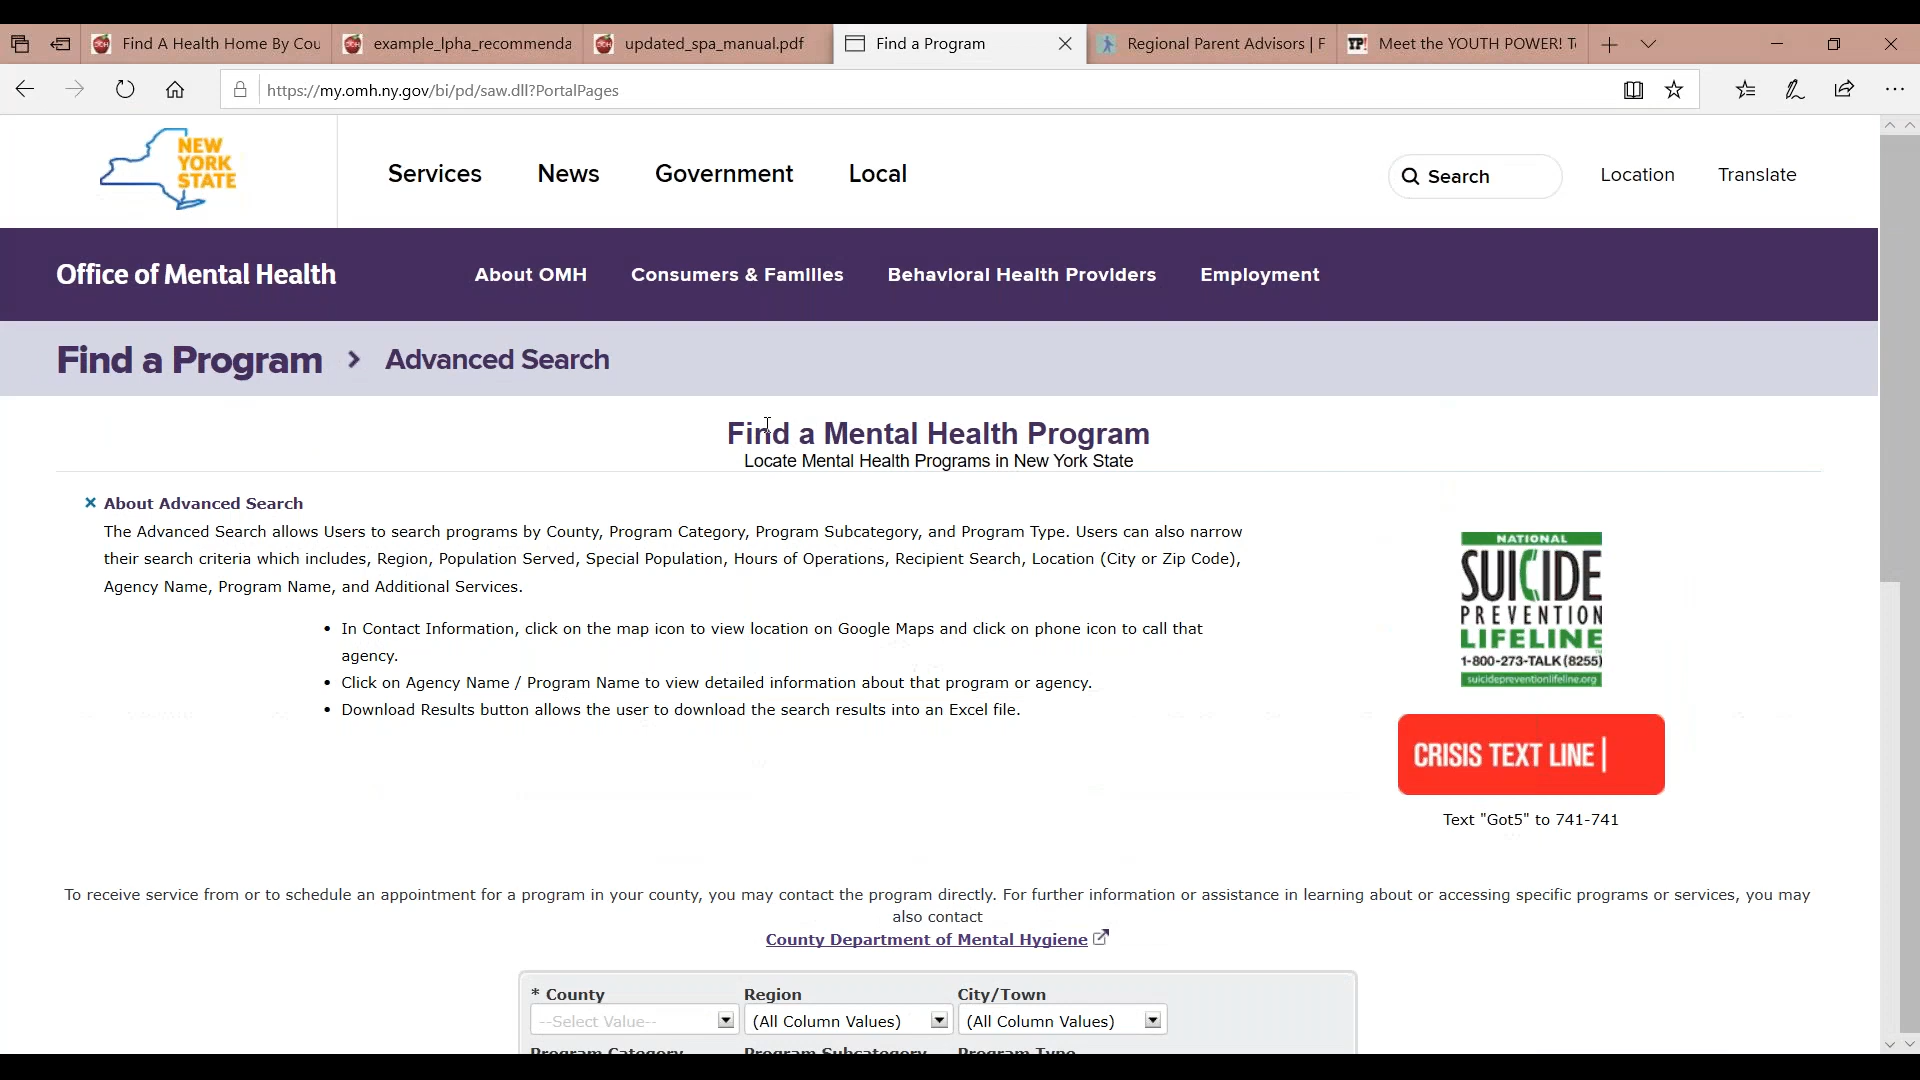 Find A Health Home By Cou
example_lpha_recommenda
updated_spa_manual.pdf
Find a Program
Regional Parent Advisors | F
YP!
Meet the YOUTH POWER! T
https://my.omh.ny.gov/bi/pd/saw.dll?PortalPages
NEW
YORK
STATE
Services
News
Government
Local
Search
Location
Translate
Office of Mental Health
About OMH
Consumers & Families
Behavioral Health Providers
Employment
Find a Program
Advanced Search
Find a Mental Health Program
Locate Mental Health Programs in New York State
About Advanced Search
The Advanced Search allows Users to search programs by County, Program Category, Program Subcategory, and Program Type. Users can also narrow
their search criteria which includes, Region, Population Served, Special Population, Hours of Operations, Recipient Search, Location (City or Zip Code),
Agency Name, Program Name, and Additional Services.
• In Contact Information, click on the map icon to view location on Google Maps and click on phone icon to call that
agency.
• Click on Agency Name / Program Name to view detailed information about that program or agency.
• Download Results button allows the user to download the search results into an Excel file.
NATIONAL
SUICIDE
PREVENTION
LIFELINE
1-800-273-TALK (8255)
suicidepreventionlifeline.org
CRISIS TEXT LINE |
Text "Got5" to 741-741
To receive service from or to schedule an appointment for a program in your county, you may contact the program directly. For further information or assistance in learning about or accessing specific programs or services, you may
also contact
County Department of Mental Hygiene
* County
Region
City/Town
--Select Value--
(All Column Values)
(All Column Values)
Program Category
Program Subcategory
Program Type